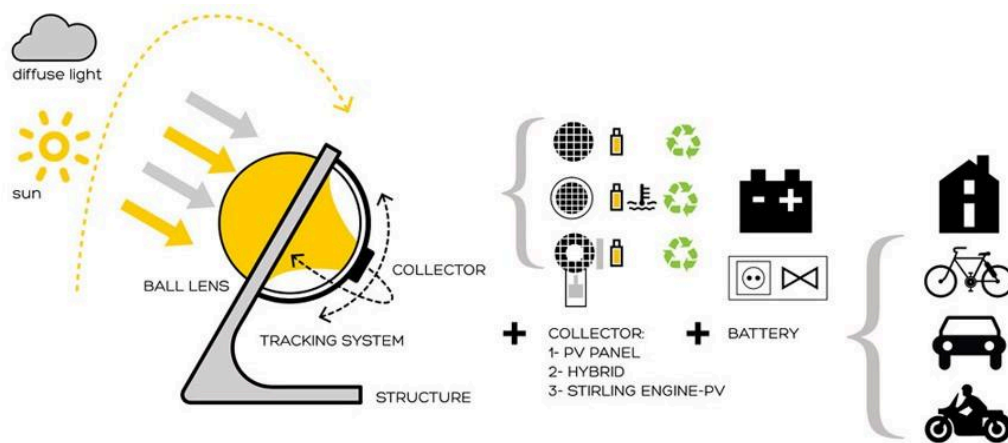 diffuse light
sun
BALL LENS
COLLECTOR
TRACKING SYSTEM
STRUCTURE
+ COLLECTOR:
1- PV PANEL
2- HYBRID
3- STIRLING ENGINE-PV
+ BATTERY